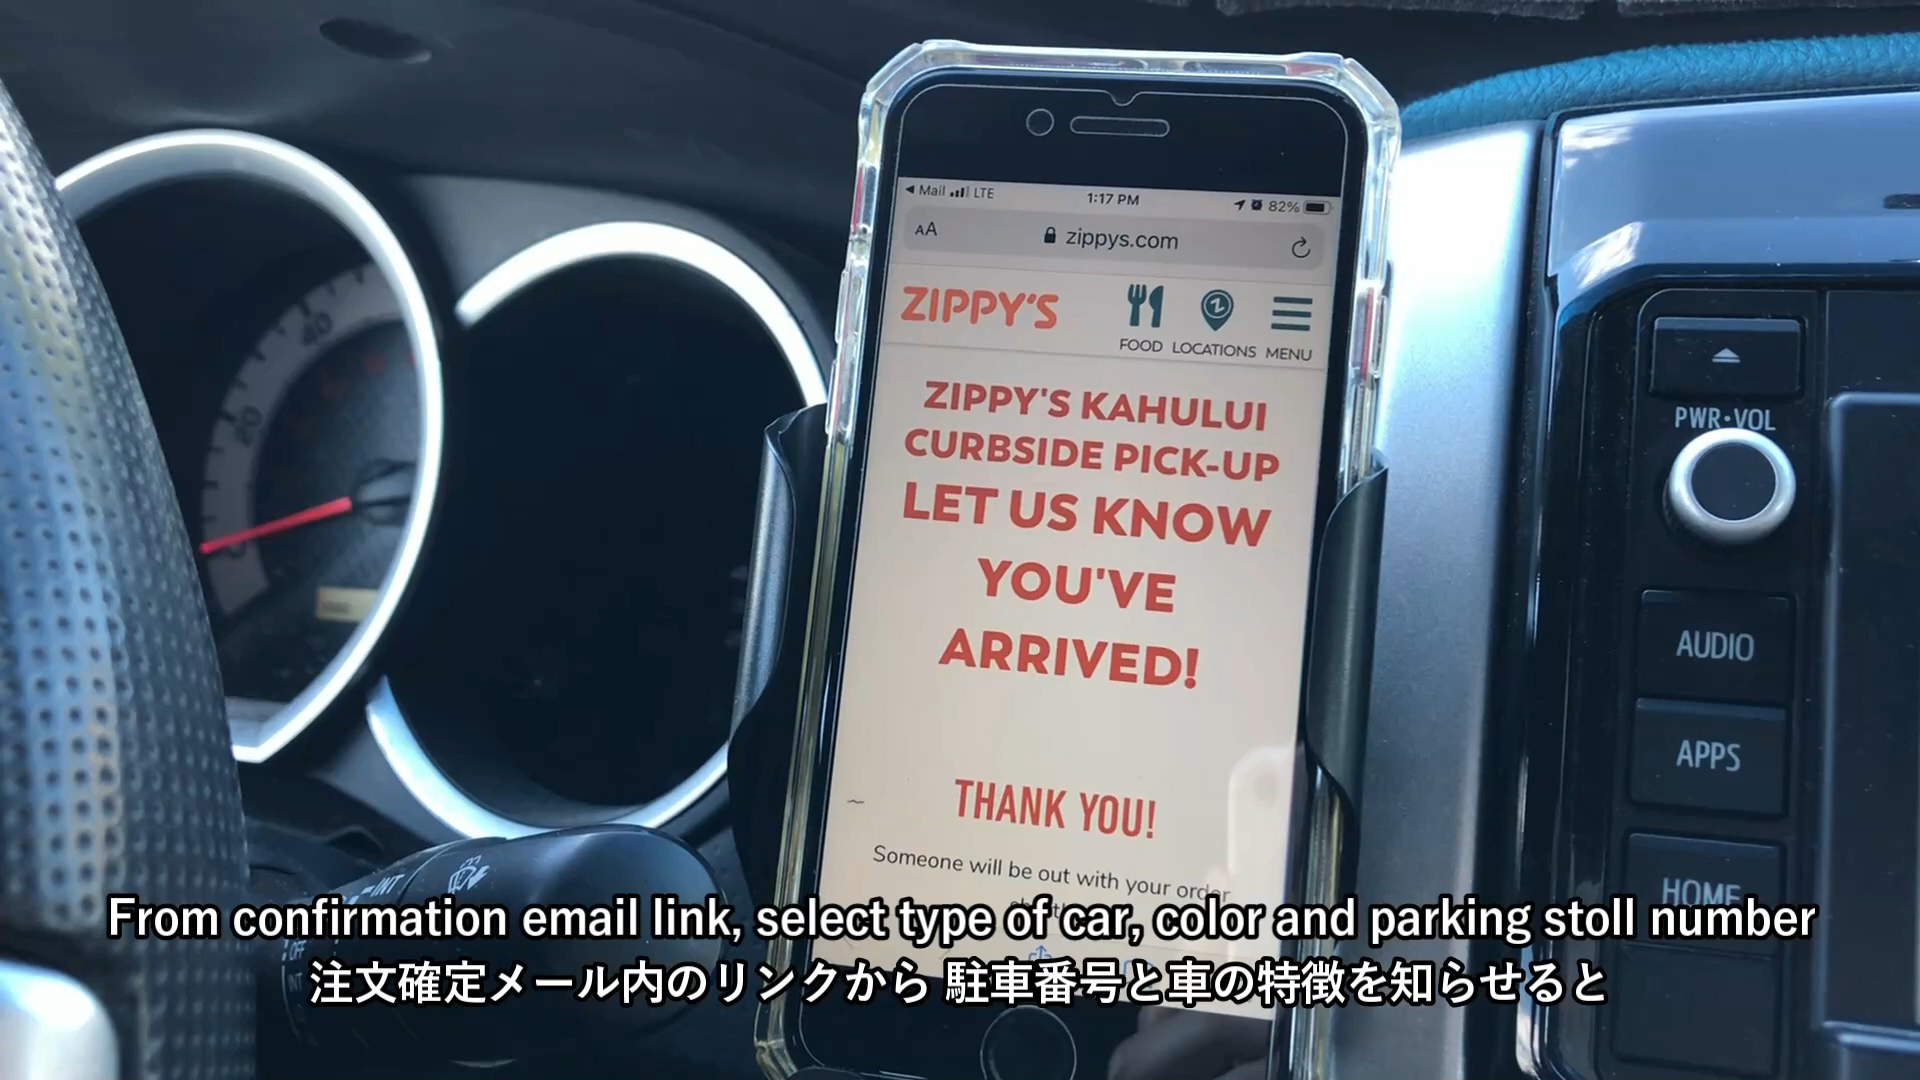 Mail LTE 1:17 PM 82%
AA zippys.com
ZIPPY'S
FOOD LOCATIONS MENU
ZIPPY'S KAHULUI
CURBSIDE PICK-UP
LET US KNOW
YOU'VE
ARRIVED!
THANK YOU!
Someone will be out with your order
PWR•VOL
AUDIO
APPS
HOME
20
INT
OFF
From confirmation email link, select type of car, color and parking stoll number
注文確定メール内のリンクから 駐車番号と車の特徴を知らせると